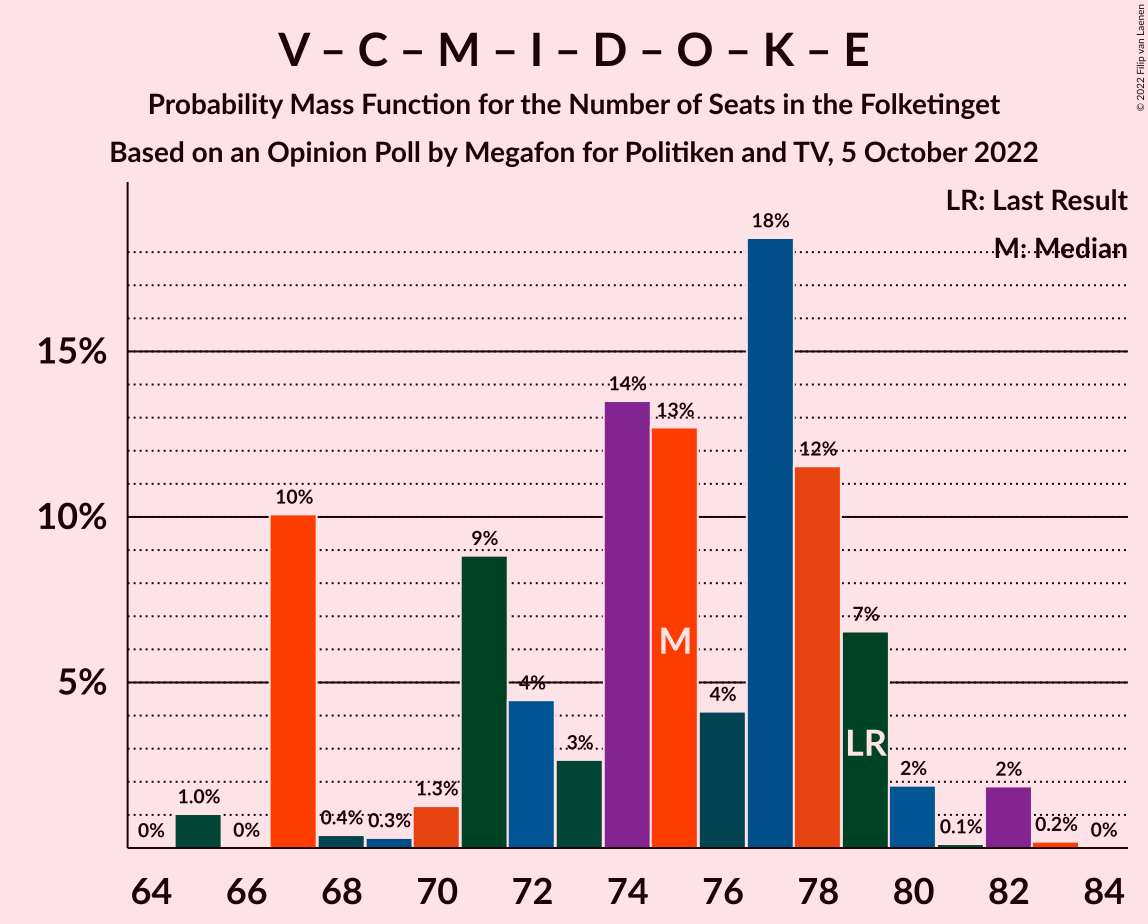 V – C – M – I – D – O – K – E
Probability Mass Function for the Number of Seats in the Folketinget
Based on an Opinion Poll by Megafon for Politiken and TV, 5 October 2022
© 2022 Filip van Laenen
LR: Last Result
M: Median
15%
10%
5%
0%
1.0%
0%
10%
0.4%
0.3%
1.3%
9%
4%
3%
14%
13%
4%
18%
12%
7%
2%
0.1%
2%
0.2%
0%
M
LR
64 66 68 70 72 74 76 78 80 82 84